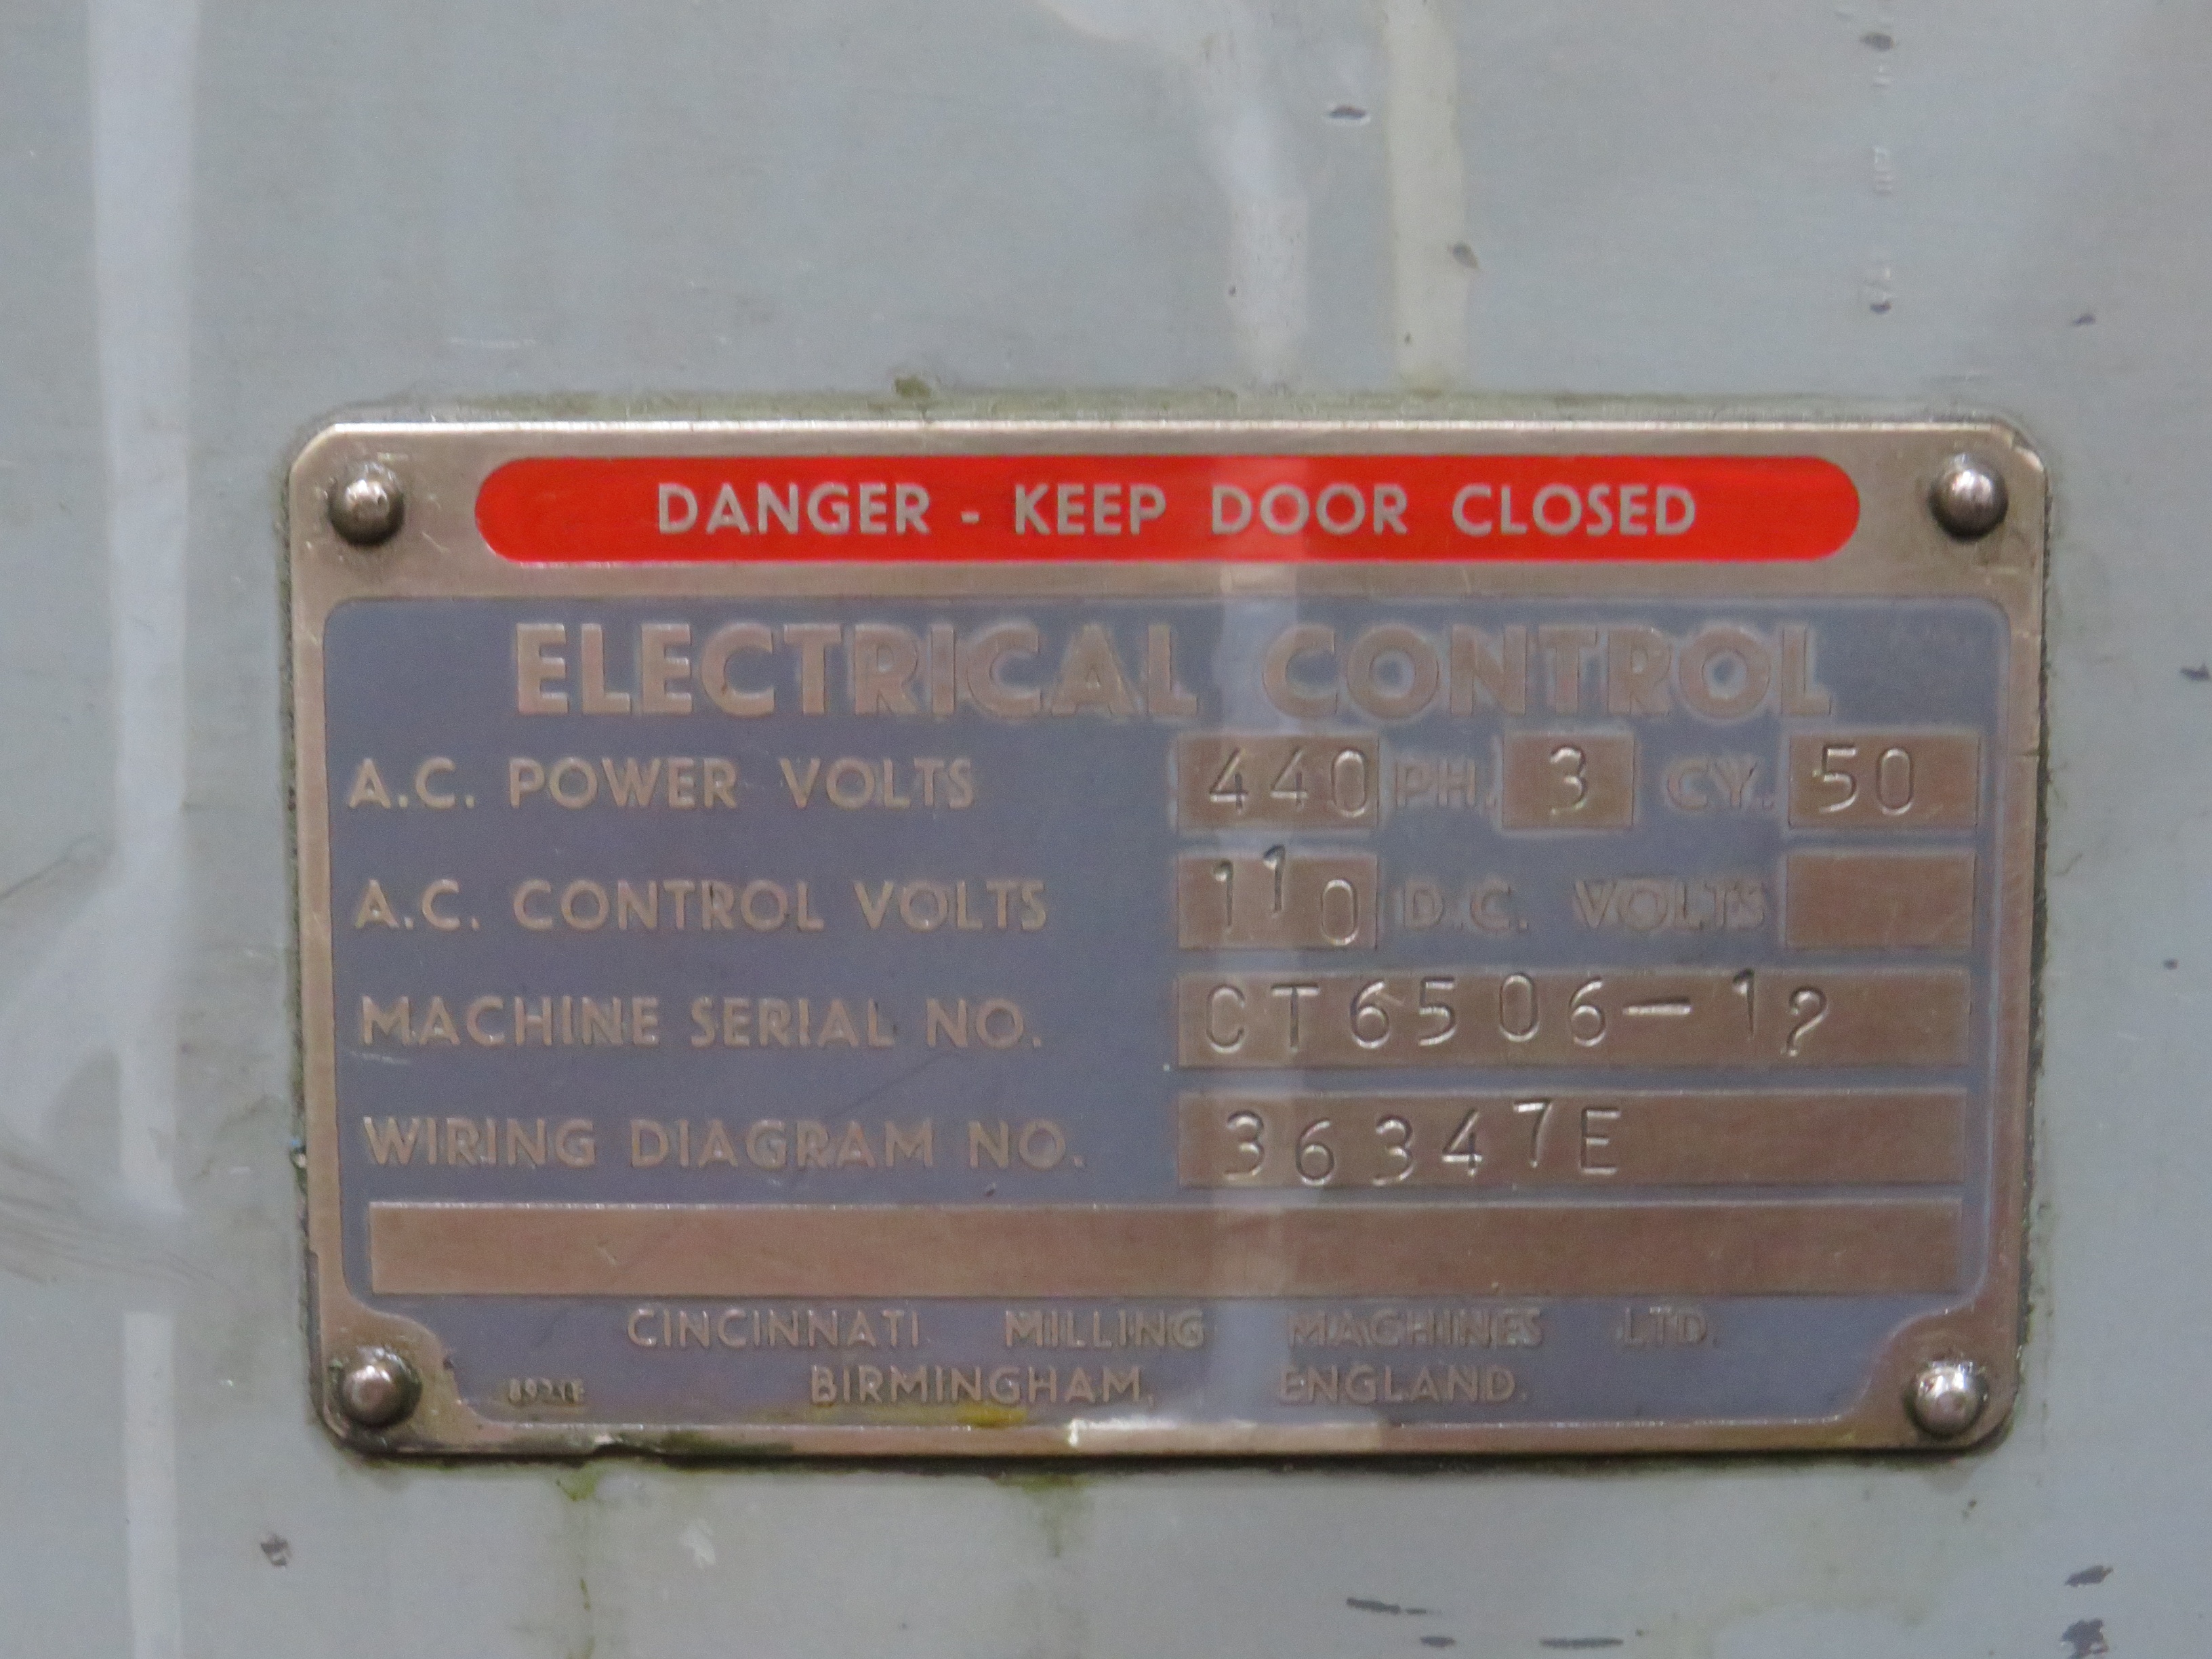 DANGER - KEEP DOOR CLOSED
ELECTRICAL CONTROL
A.C. POWER VOLTS 440 PH. 3 CY. 50
A.C. CONTROL VOLTS 110 D.C. VOLTS
MACHINE SERIAL NO. CT6506-12
WIRING DIAGRAM NO. 36347E
CINCINNATI MILLING MACHINES LTD.
BIRMINGHAM, ENGLAND.